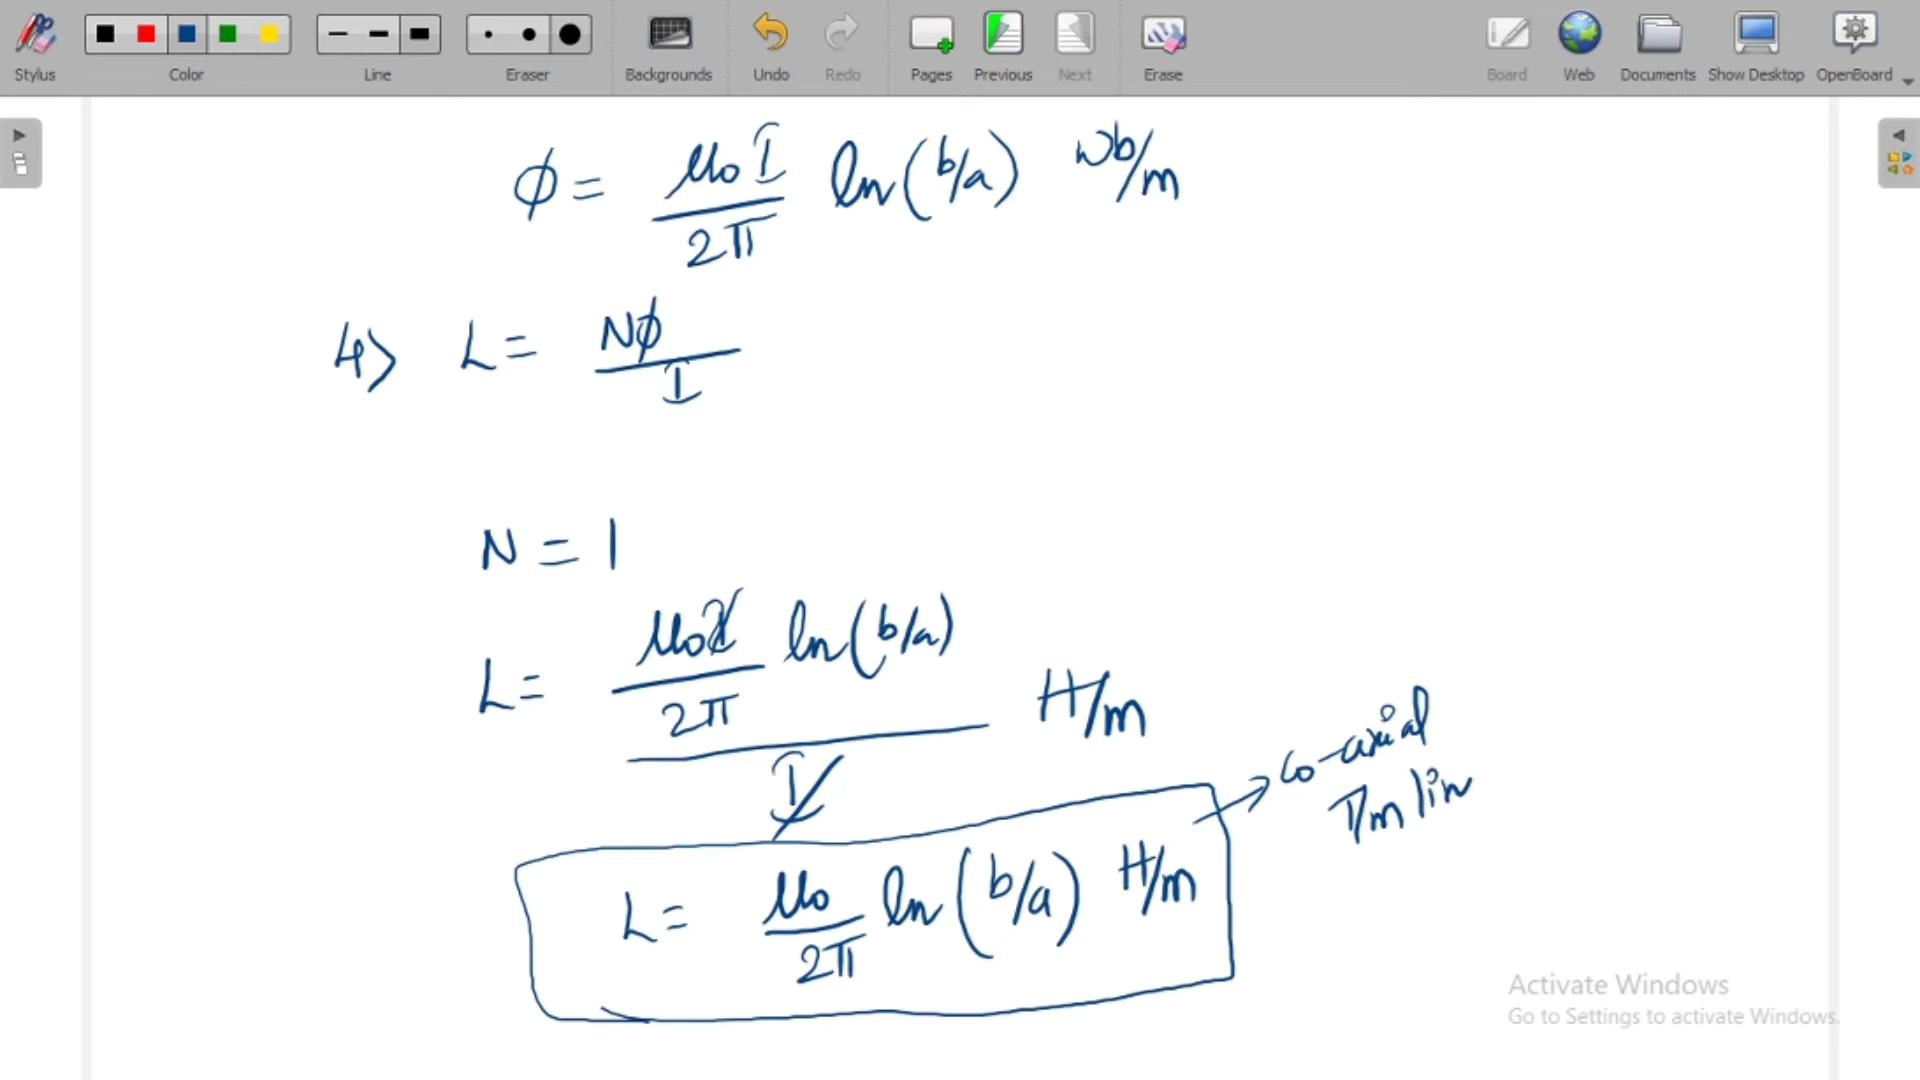 Stylus Color Line Eraser Backgrounds Undo Redo Pages Previous Next Erase Board Web Documents Show Desktop OpenBoard
ϕ = μ₀I/2π ln(b/a) Wb/m
4> L = Nϕ/I
N = 1
L = μ₀I/2π ln(b/a) / I H/m
co-axial
T/m lin
L = μ₀/2π ln(b/a) H/m
Activate Windows
Go to Settings to activate Windows.